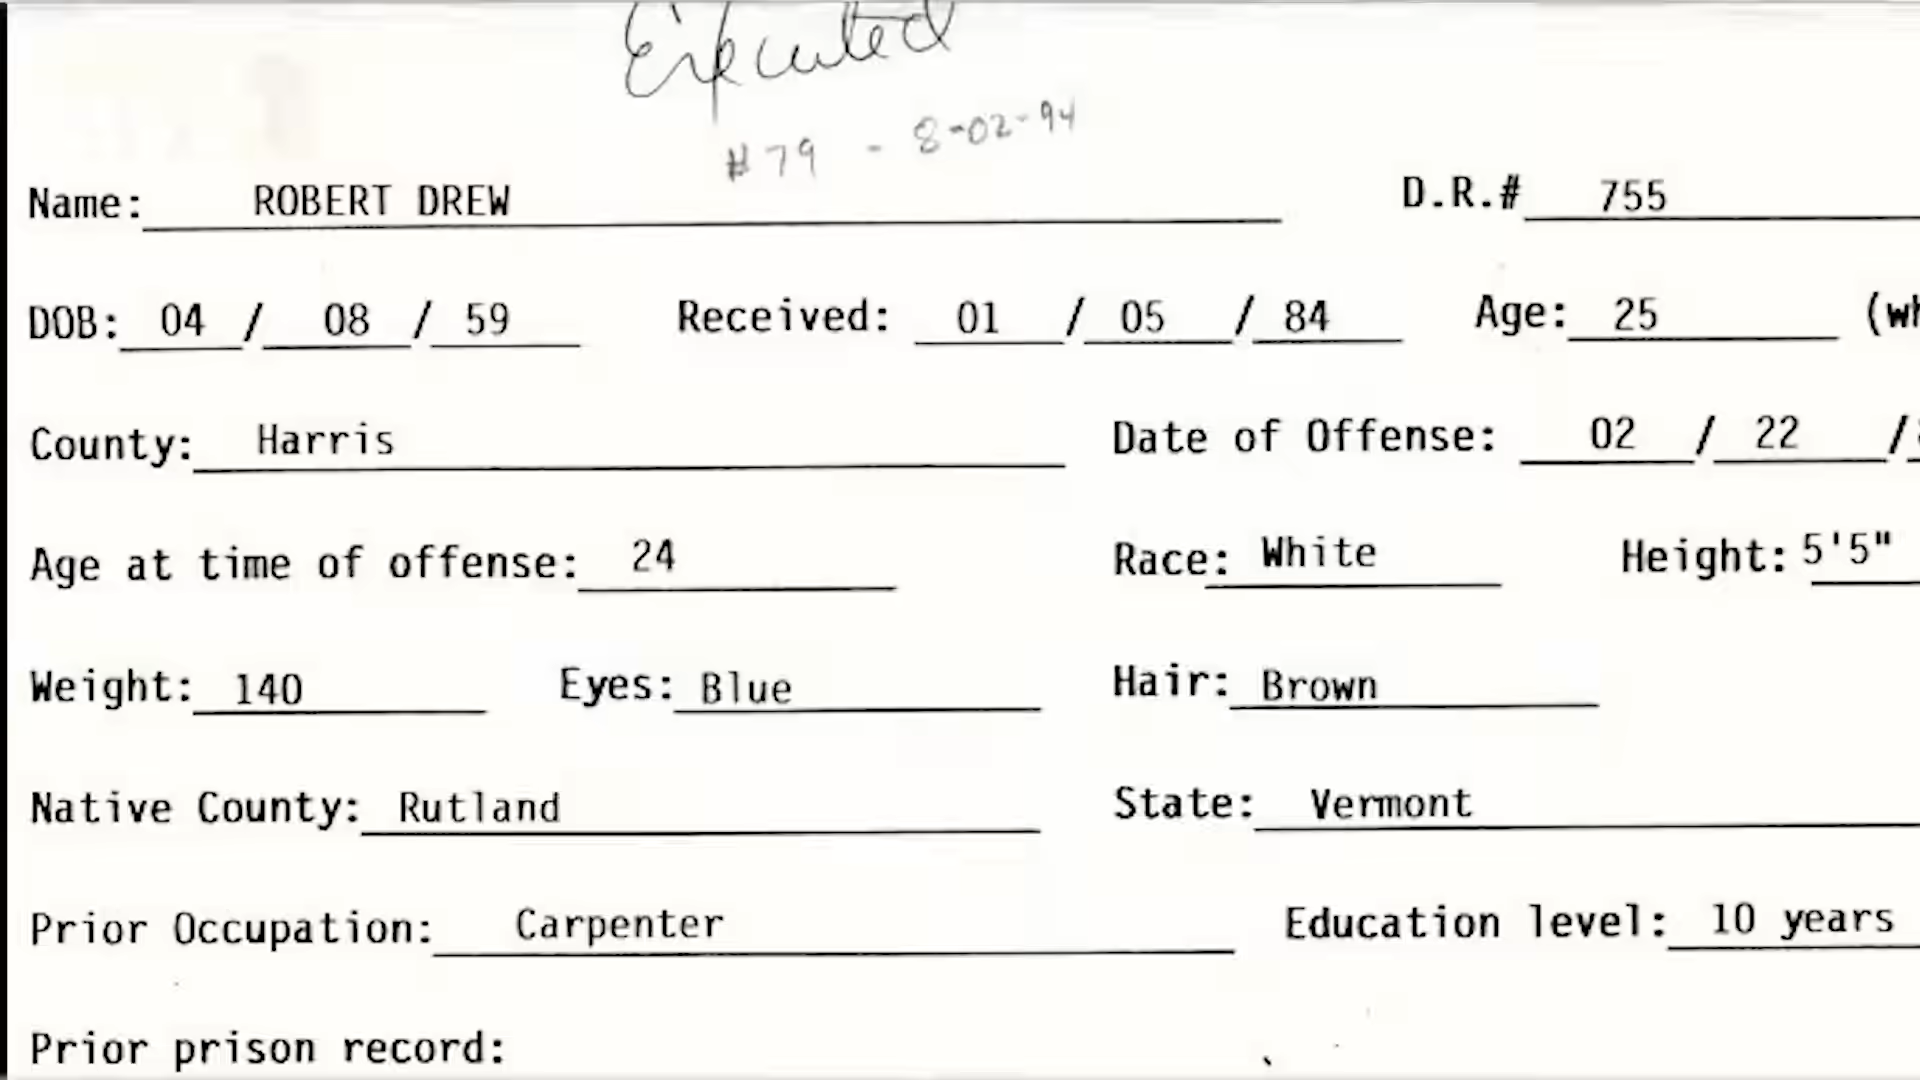 Executed
#79 - 8-02-94
Name: ROBERT DREW D.R.# 755
DOB: 04 / 08 / 59 Received: 01 / 05 / 84 Age: 25
County: Harris Date of Offense: 02 / 22 /
Age at time of offense: 24 Race: White Height: 5'5"
Weight: 140 Eyes: Blue Hair: Brown
Native County: Rutland State: Vermont
Prior Occupation: Carpenter Education level: 10 years
Prior prison record: